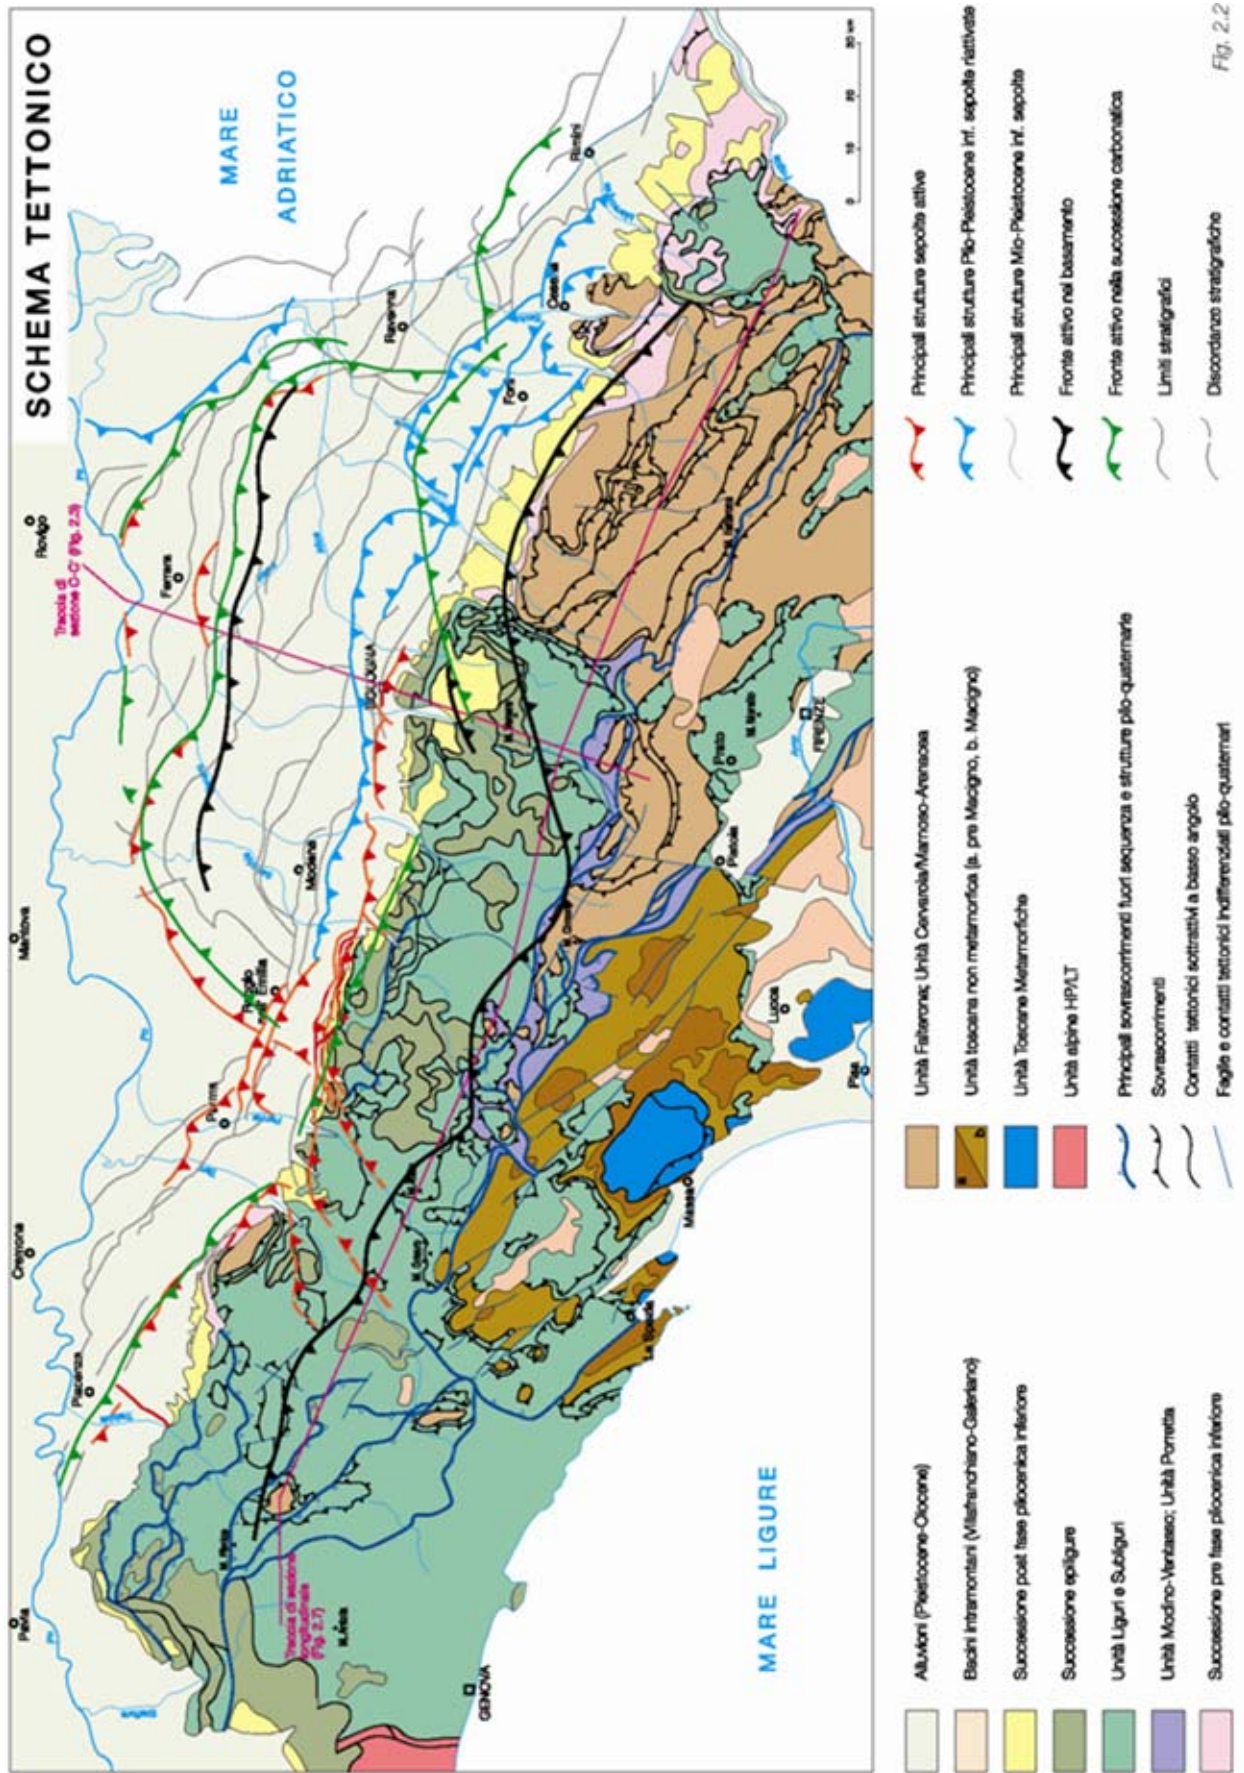 SCHEMA TETTONICO
MARE
ADRIATICO
MARE LIGURE
Pavia
Piacenza
Cremona
Mantova
Rovigo
Parma
Reggio
nell' Emilia
Modena
Ferrara
BOLOGNA
Ravenna
Forlì
Rimini
GENOVA
La Spezia
Massa
Lucca
Pisa
Pistoia
Prato
FIRENZE
Traccia di
sezione C-C' (Fig. 2.3)
Traccia di sezione
longitudinale
(Fig. 2.7)
0 10 20 30 km
Alluvioni (Pleistocene-Olocene)
Bacini intramontani (Villafranchiano-Galeriano)
Successione post fase pliocenica inferiore
Successione epiligure
Unità Liguri e Subliguri
Unità Modino-Ventasso; Unità Porretta
Successione pre fase pliocenica inferiore
Unità Falterona; Unità Cervarola/Marnoso-Arenacea
a b
Unità toscana non metamorfica (a. pre Macigno, b. Macigno)
Unità Toscane Metamorfiche
Unità alpine HP/LT
Principali sovrascorrimenti fuori sequenza e strutture plio-quaternarie
Sovrascorrimenti
Contatti tettonici sottrattivi a basso angolo
Faglie e contatti tettonici indifferenziati plio-quaternari
Principali strutture sepolte attive
Principali strutture Plio-Pleistocene inf. sepolte riattivate
Principali strutture Mio-Pleistocene inf. sepolte
Fronte attivo nel basamento
Fronte attivo nella successione carbonatica
Limiti stratigrafici
Discordanze stratigrafiche
Fig. 2.2